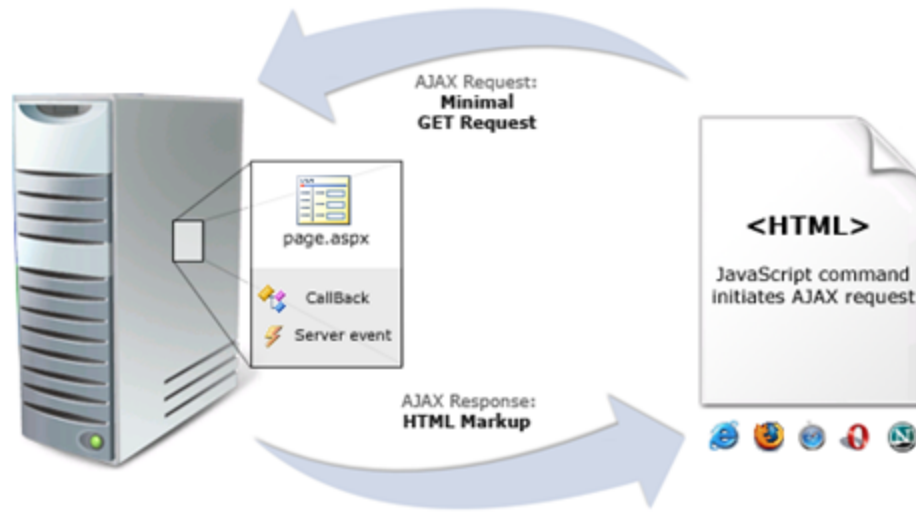 AJAX Request:
Minimal
GET Request
page.aspx
CallBack
Server event
<HTML>
JavaScript command
initiates AJAX request
AJAX Response:
HTML Markup